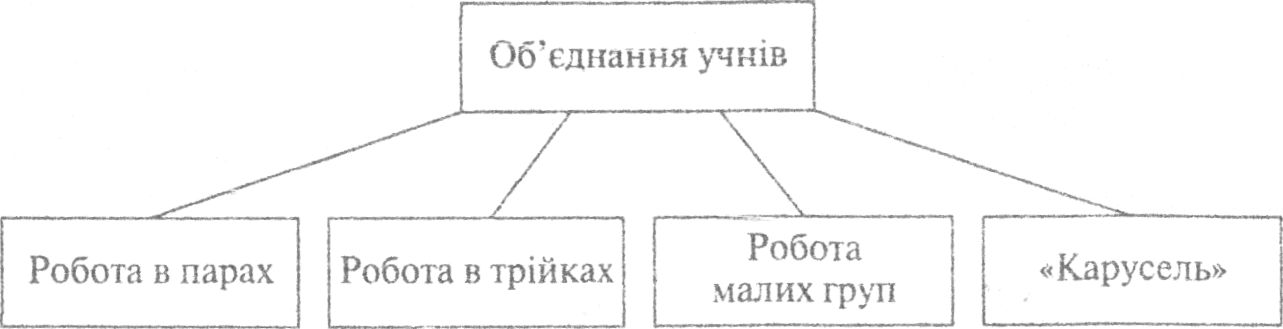 Об’єднання учнів
Робота в парах
Робота в трійках
Робота
малих груп
«Карусель»